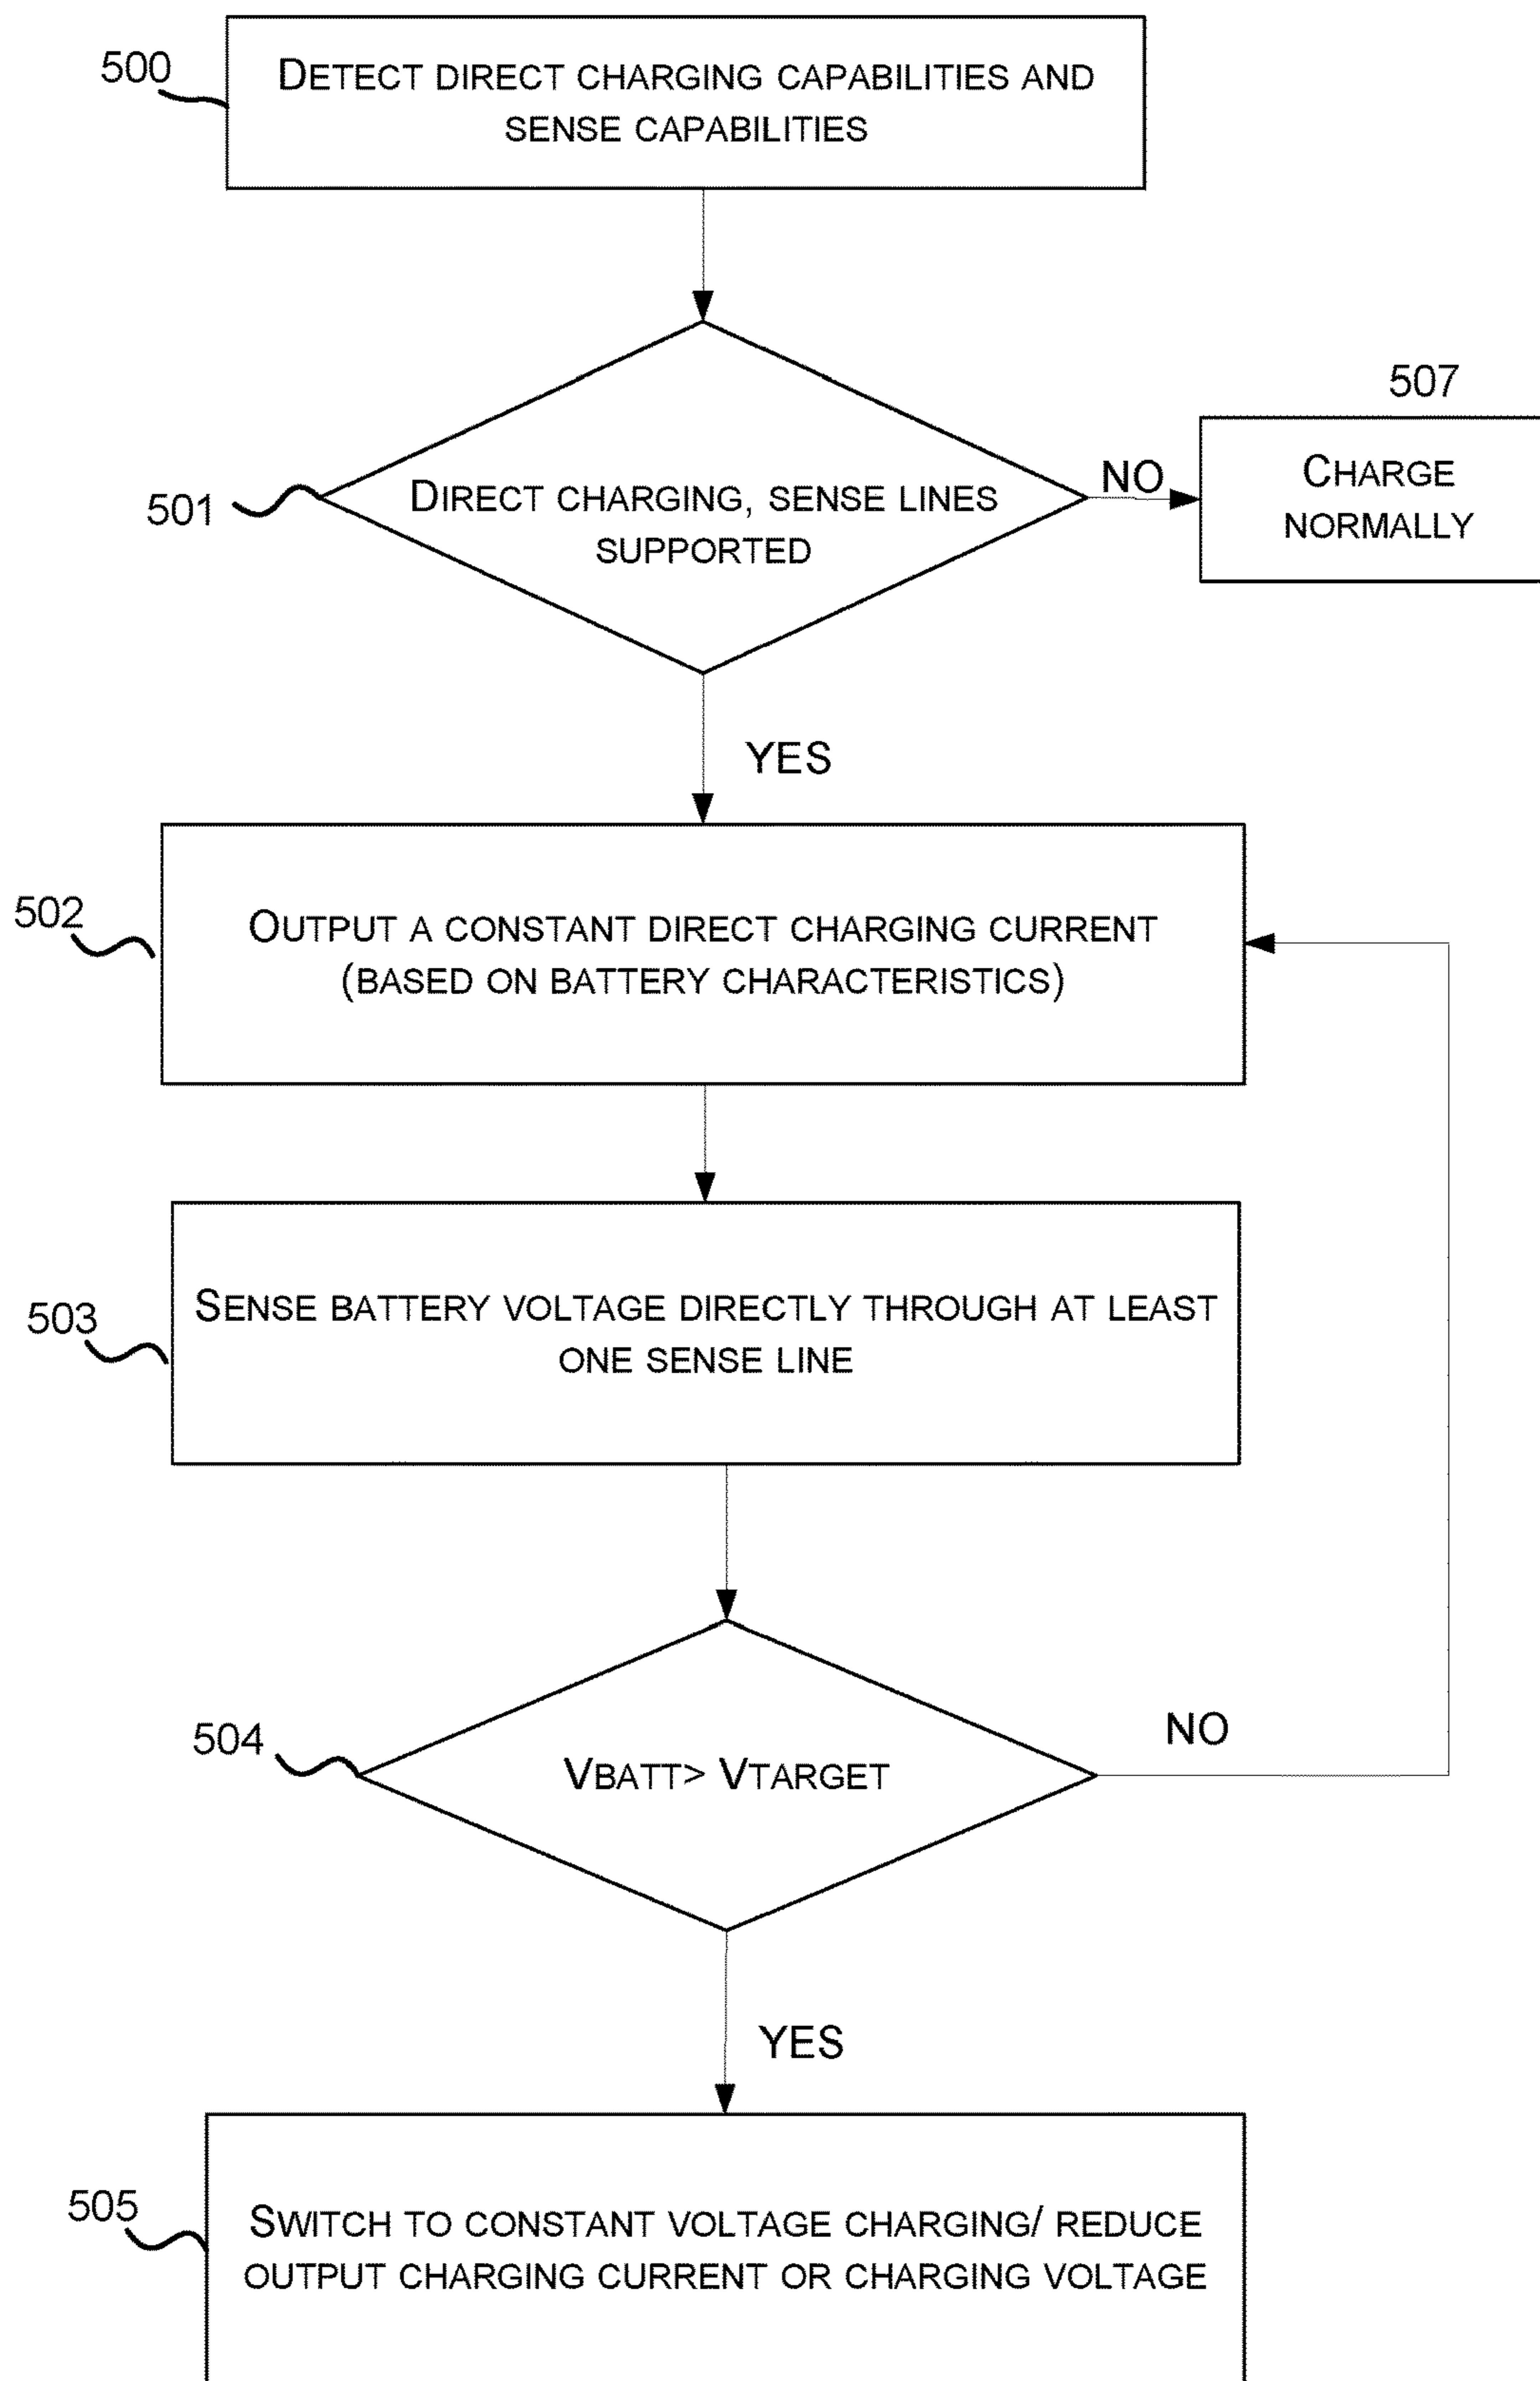 500
DETECT DIRECT CHARGING CAPABILITIES AND
SENSE CAPABILITIES
507
501
DIRECT CHARGING, SENSE LINES
SUPPORTED
NO
CHARGE
NORMALLY
YES
502
OUTPUT A CONSTANT DIRECT CHARGING CURRENT
(BASED ON BATTERY CHARACTERISTICS)
503
SENSE BATTERY VOLTAGE DIRECTLY THROUGH AT LEAST
ONE SENSE LINE
504
VBATT> VTARGET
NO
YES
505
SWITCH TO CONSTANT VOLTAGE CHARGING/ REDUCE
OUTPUT CHARGING CURRENT OR CHARGING VOLTAGE